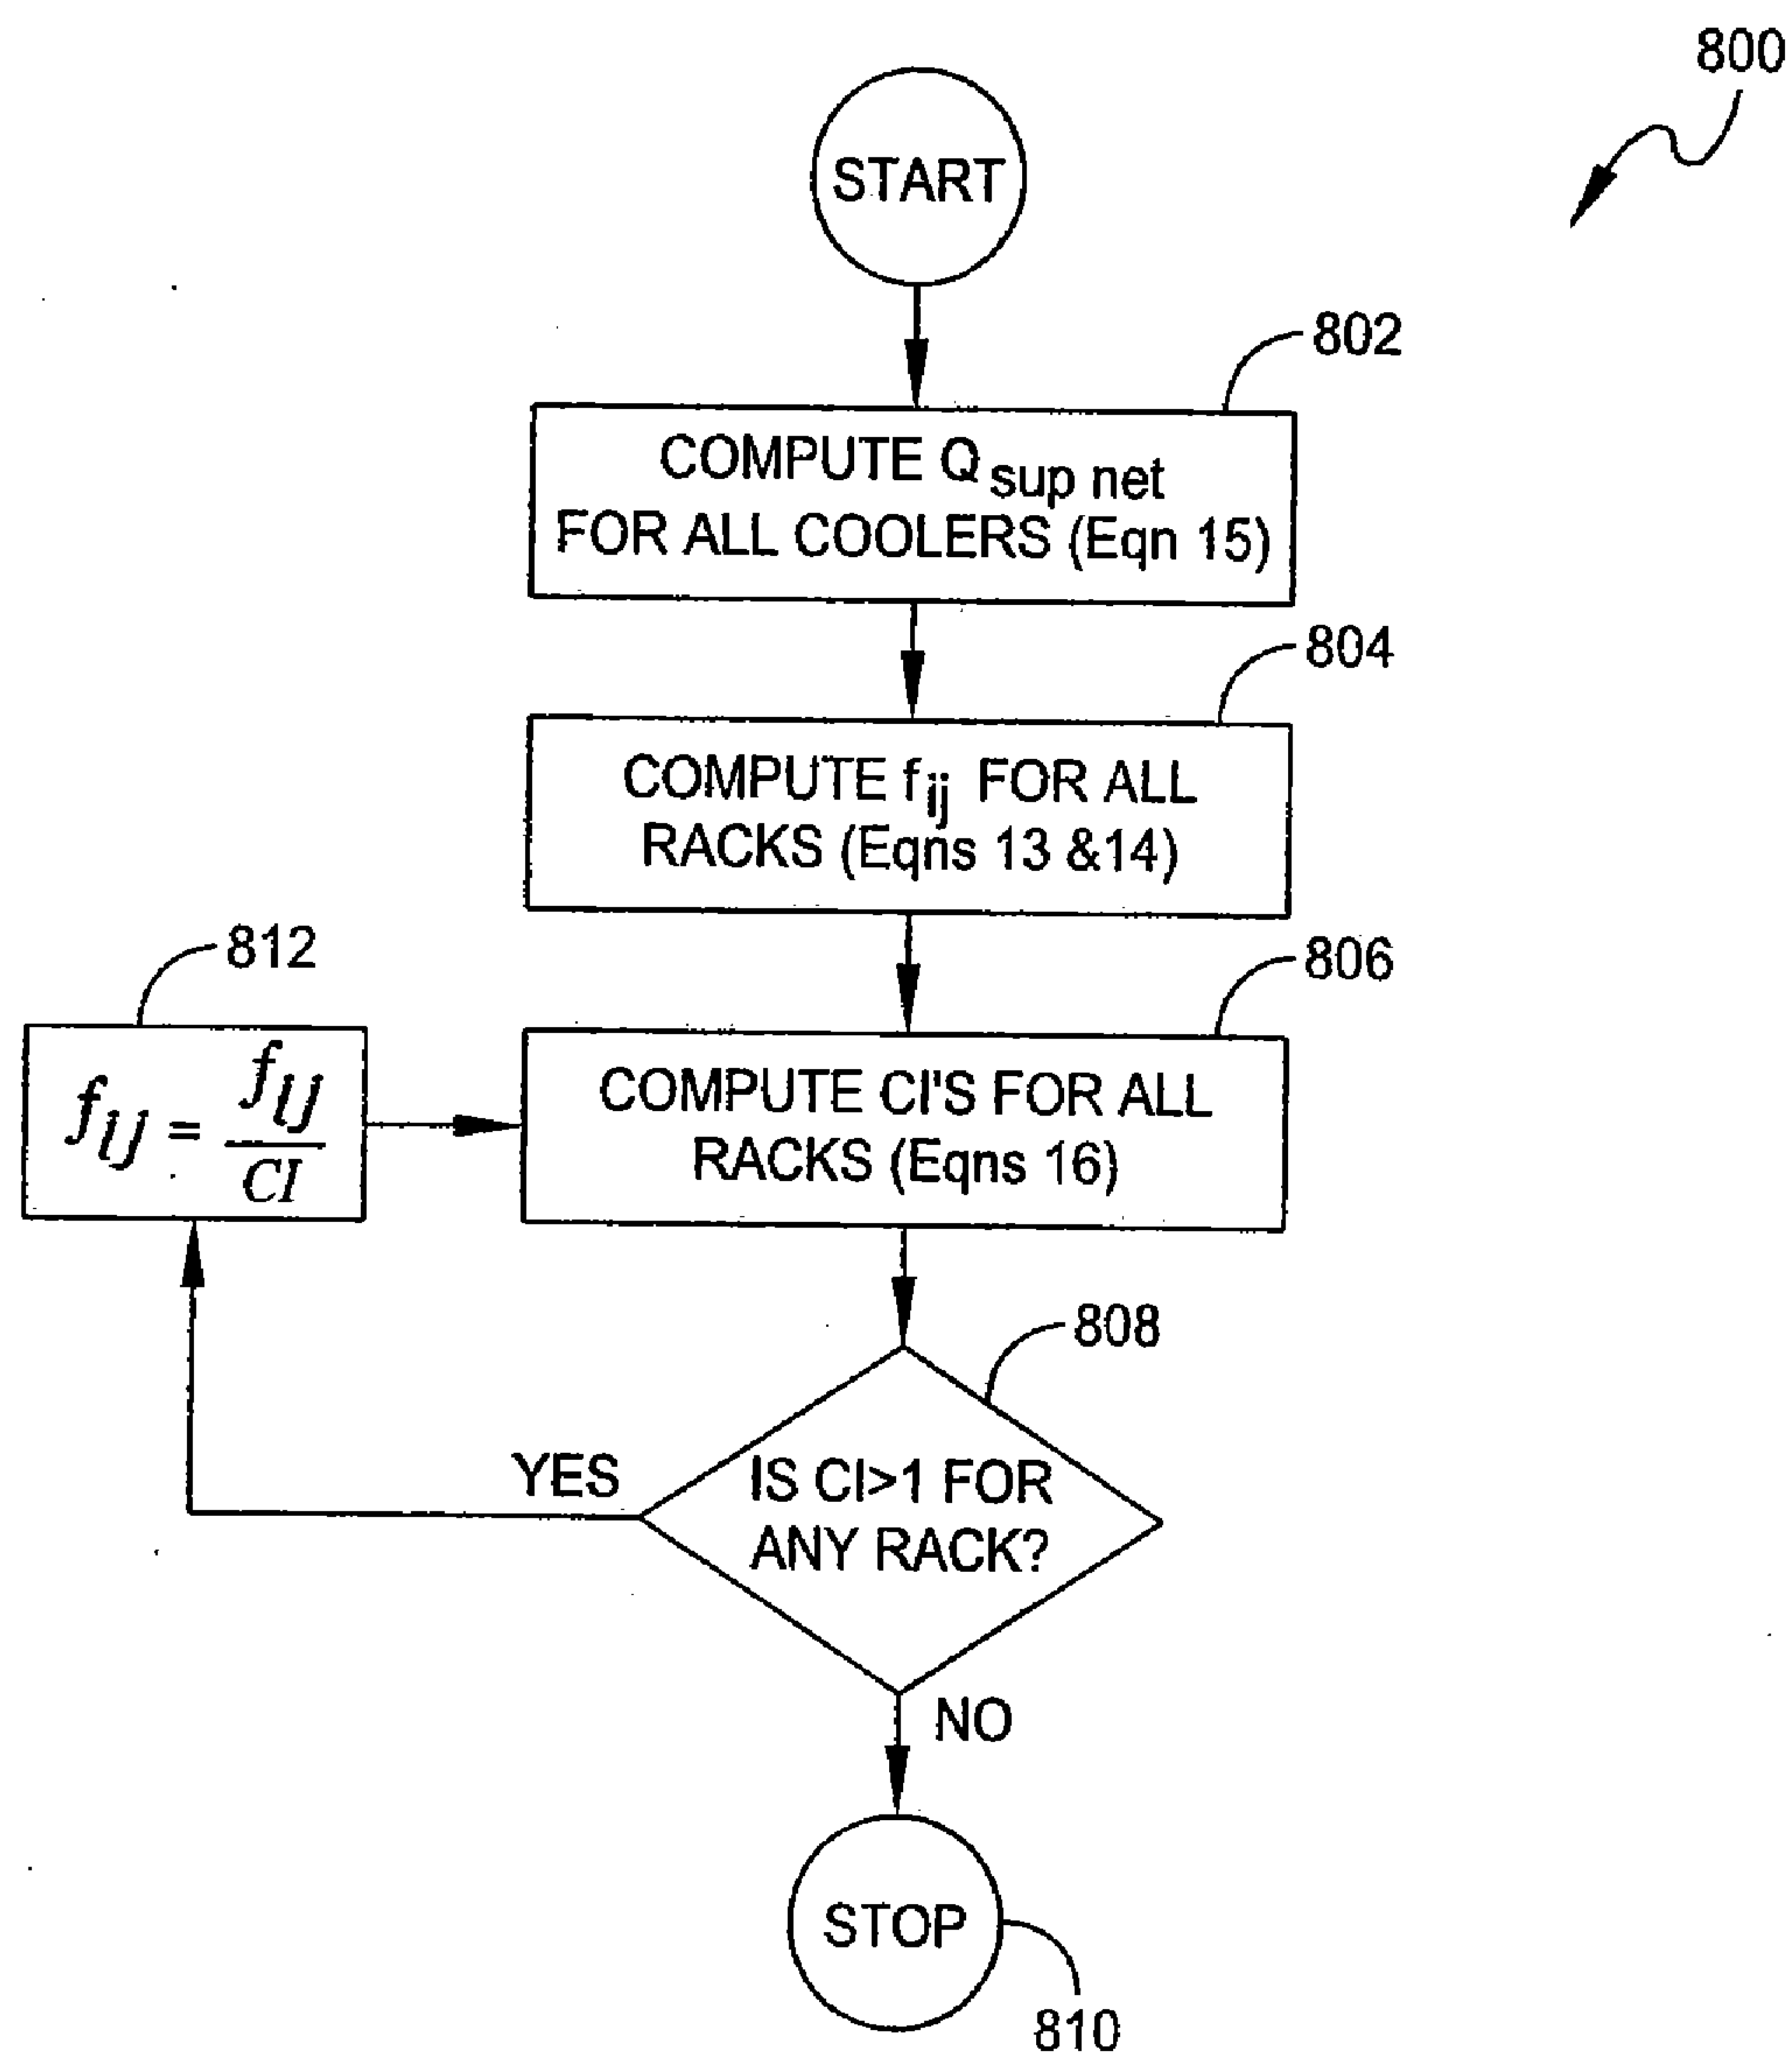 800
START
802
COMPUTE Q sup net
FOR ALL COOLERS (Eqn 15)
804
COMPUTE fij FOR ALL
RACKS (Eqns 13 &14)
812
806
fij = fij / CI
COMPUTE CI'S FOR ALL
RACKS (Eqns 16)
808
YES
IS CI>1 FOR
ANY RACK?
NO
STOP
810